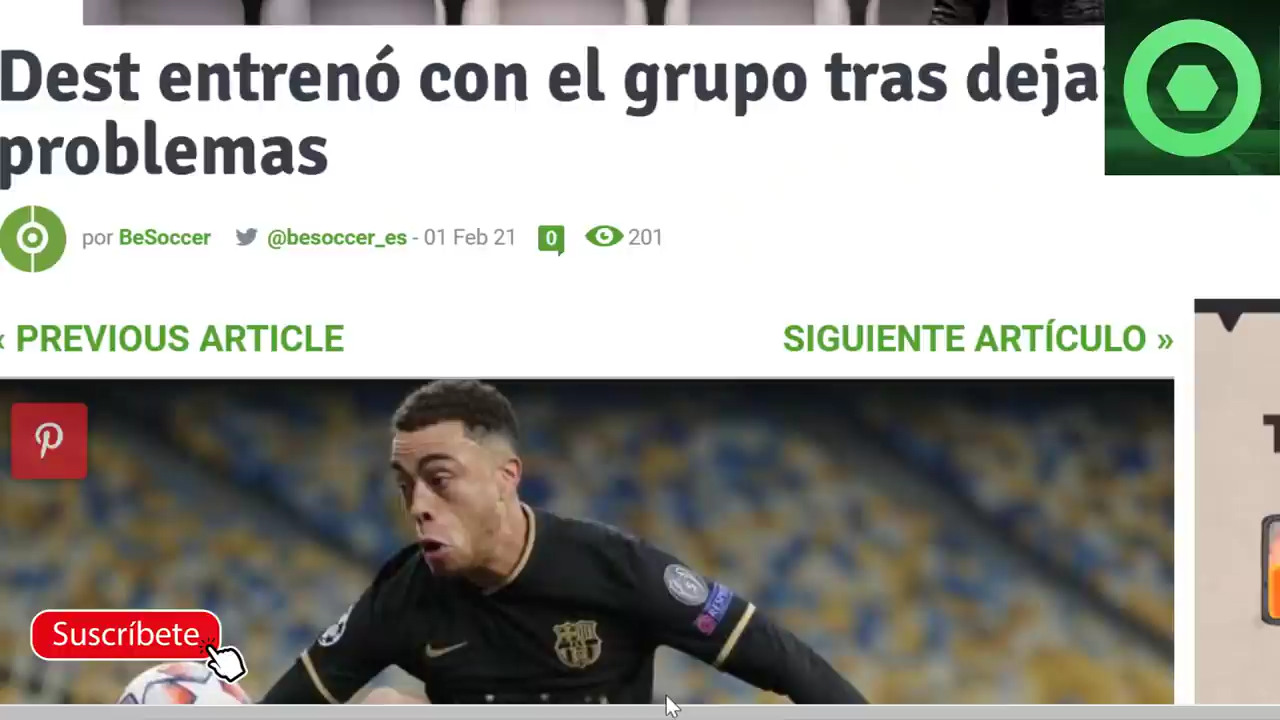 Dest entrenó con el grupo tras deja
problemas
por BeSoccer @besoccer_es - 01 Feb 21 0 201
« PREVIOUS ARTICLE SIGUIENTE ARTÍCULO »
Suscríbete